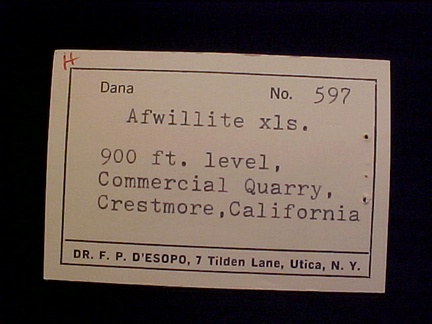 H
Dana No. 597
Afwillite xls.
900 ft. level,
Commercial Quarry,
Crestmore,California
DR. F. P. D'ESOPO, 7 Tilden Lane, Utica, N. Y.